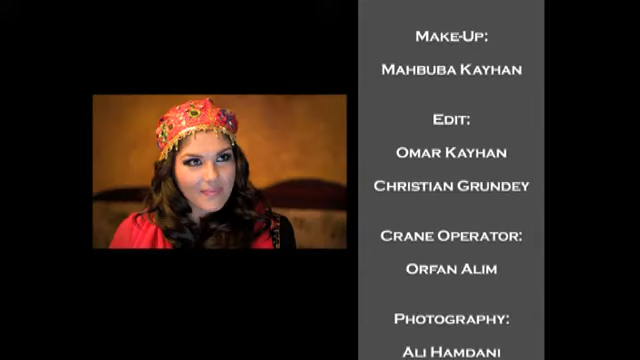 MAKE-UP:
MAHBUBA KAYHAN
EDIT:
OMAR KAYHAN
CHRISTIAN GRUNDEY
CRANE OPERATOR:
ORFAN ALIM
PHOTOGRAPHY:
ALI HAMDANI